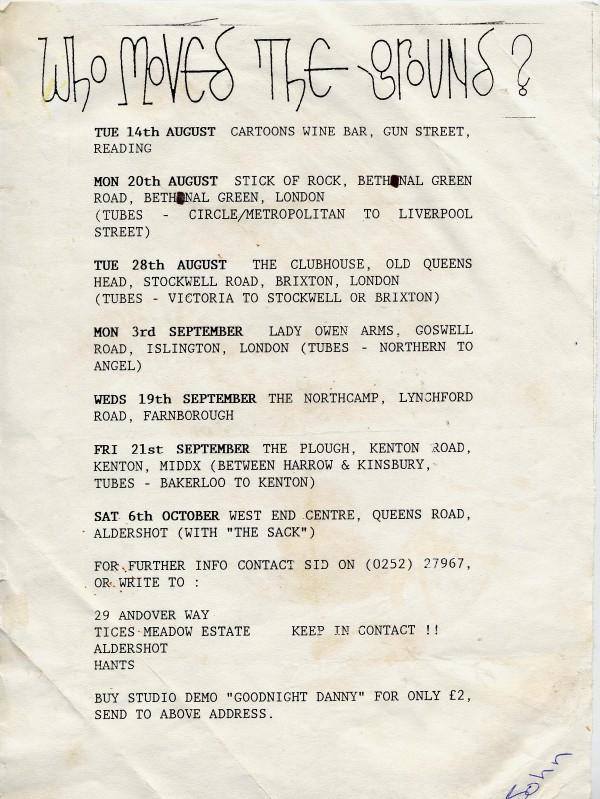 Who Moved The Ground?
TUE 14th AUGUST CARTOONS WINE BAR, GUN STREET,
READING
MON 20th AUGUST STICK OF ROCK, BETHNAL GREEN
ROAD, BETHNAL GREEN, LONDON
(TUBES - CIRCLE/METROPOLITAN TO LIVERPOOL
STREET)
TUE 28th AUGUST THE CLUBHOUSE, OLD QUEENS
HEAD, STOCKWELL ROAD, BRIXTON, LONDON
(TUBES - VICTORIA TO STOCKWELL OR BRIXTON)
MON 3rd SEPTEMBER LADY OWEN ARMS, GOSWELL
ROAD, ISLINGTON, LONDON (TUBES - NORTHERN TO
ANGEL)
WEDS 19th SEPTEMBER THE NORTHCAMP, LYNCHFORD
ROAD, FARNBOROUGH
FRI 21st SEPTEMBER THE PLOUGH, KENTON ROAD,
KENTON, MIDDX (BETWEEN HARROW & KINSBURY,
TUBES - BAKERLOO TO KENTON)
SAT 6th OCTOBER WEST END CENTRE, QUEENS ROAD,
ALDERSHOT (WITH "THE SACK")
FOR FURTHER INFO CONTACT SID ON (0252) 27967,
OR WRITE TO :
29 ANDOVER WAY
TICES MEADOW ESTATE KEEP IN CONTACT !!
ALDERSHOT
HANTS
BUY STUDIO DEMO "GOODNIGHT DANNY" FOR ONLY £2,
SEND TO ABOVE ADDRESS.
John